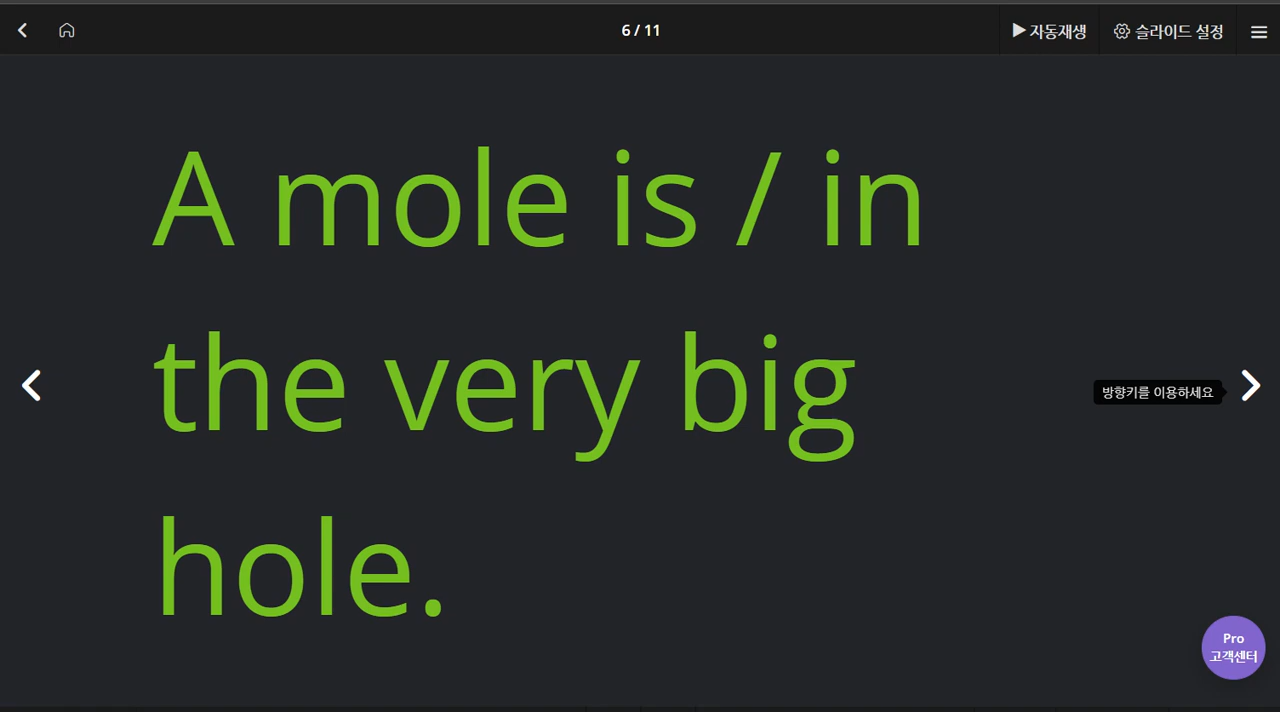 6 / 11
▶ 자동재생
슬라이드 설정
A mole is / in
the very big
hole.
방향키를 이용하세요
Pro
고객센터